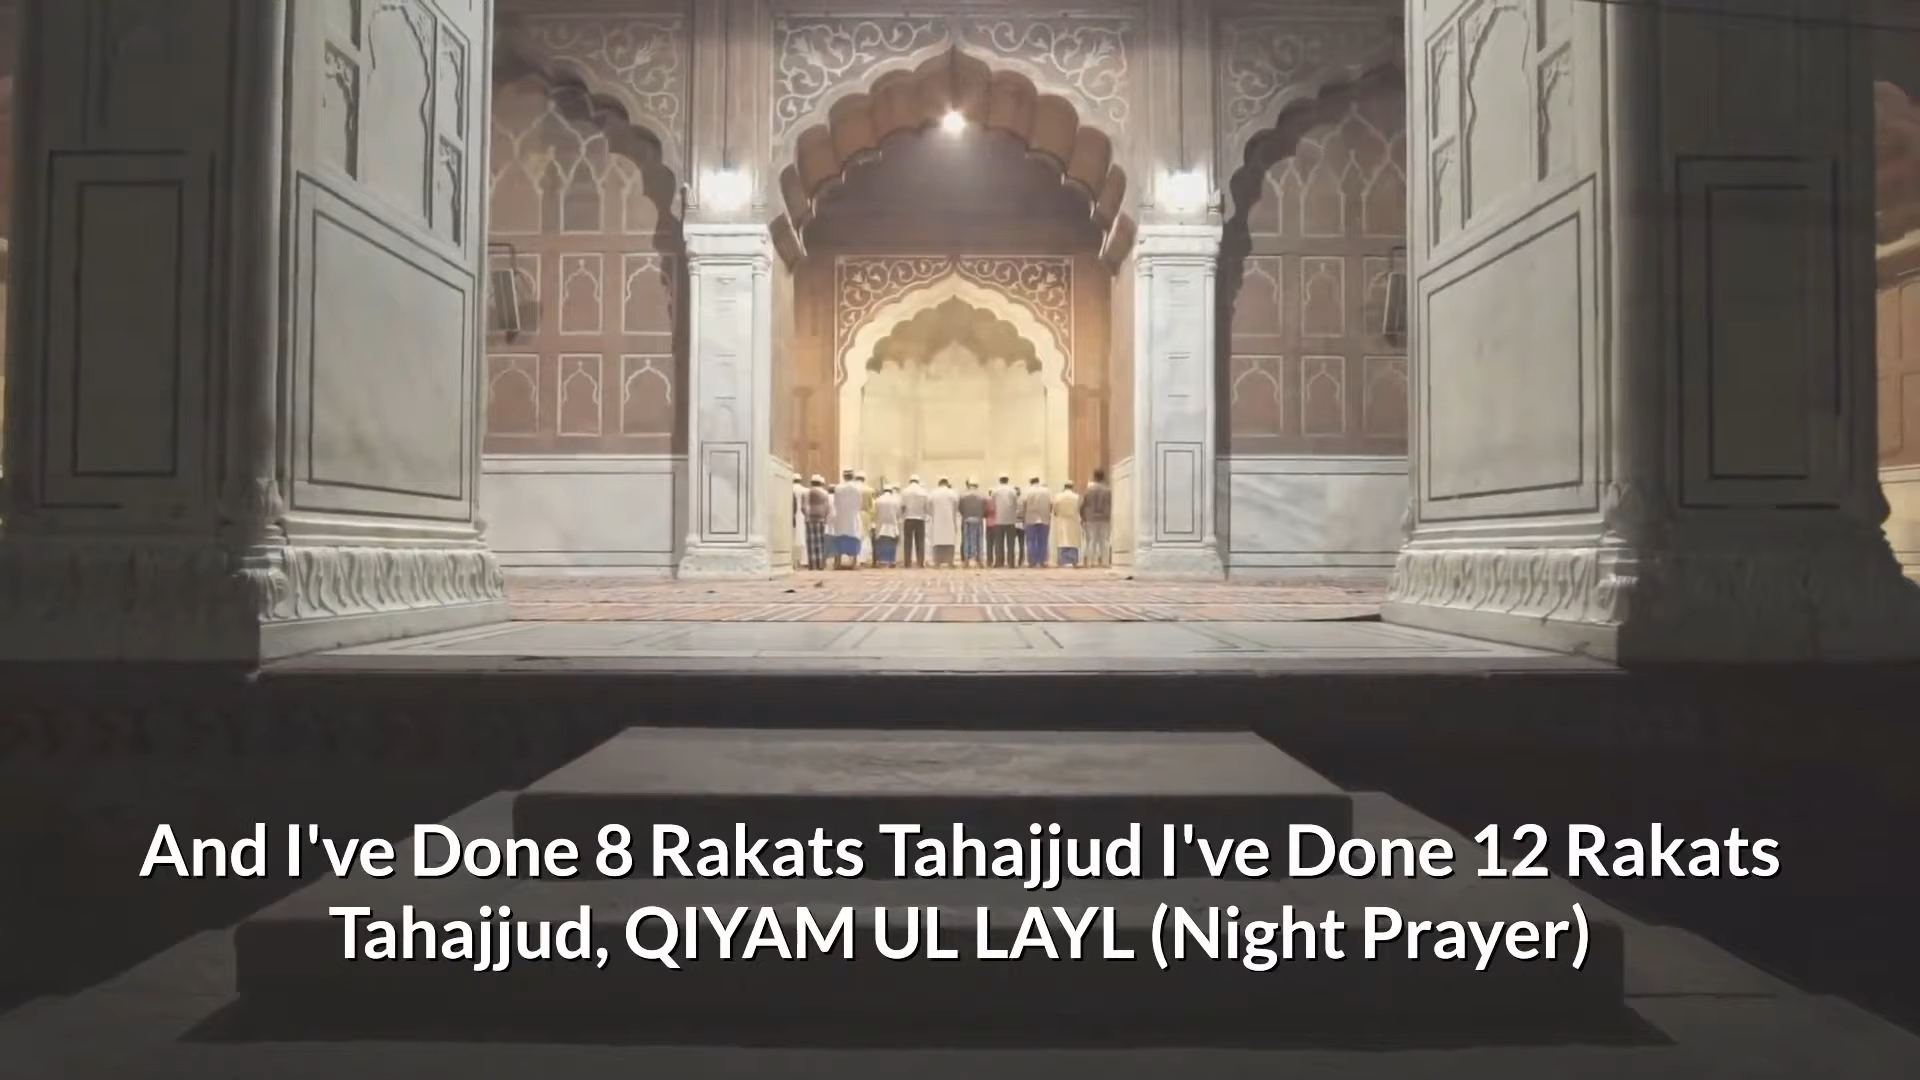 And I've Done 8 Rakats Tahajjud I've Done 12 Rakats
Tahajjud, QIYAM UL LAYL (Night Prayer)